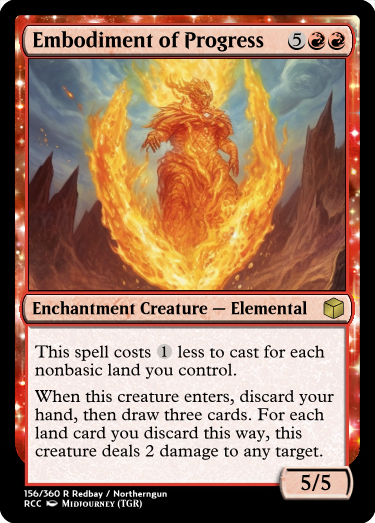 Embodiment of Progress 5
Enchantment Creature — Elemental
This spell costs 1 less to cast for each
nonbasic land you control.
When this creature enters, discard your
hand, then draw three cards. For each
land card you discard this way, this
creature deals 2 damage to any target.
5/5
156/360 R Redbay / Northerngun
RCC Midjourney (TGR)